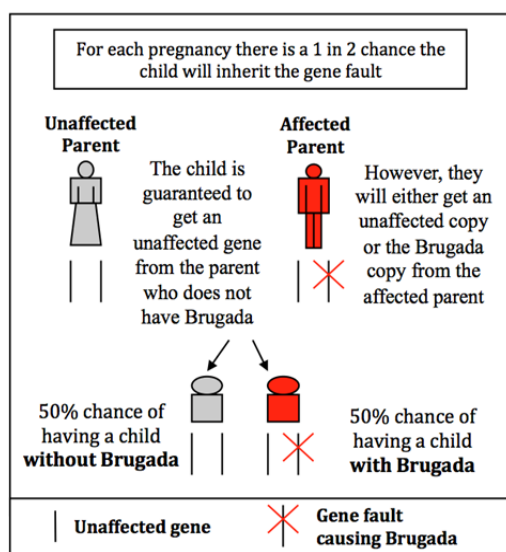 For each pregnancy there is a 1 in 2 chance the
child will inherit the gene fault
Unaffected
Parent
The child is
guaranteed to
get an
unaffected gene
from the parent
who does not
have Brugada
Affected
Parent
However, they
will either get an
unaffected copy
or the Brugada
copy from the
affected parent
50% chance of
having a child
without Brugada
50% chance of
having a child
with Brugada
Unaffected gene
Gene fault
causing Brugada